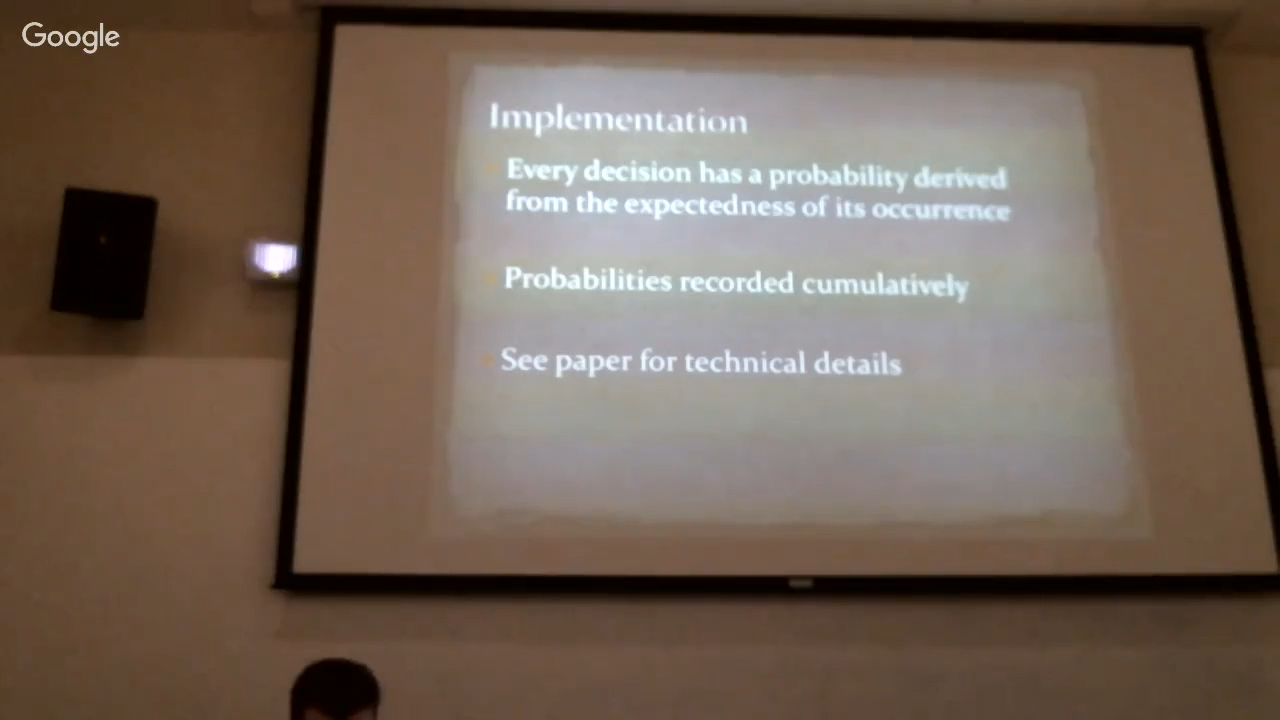 Google
Implementation
Every decision has a probability derived
from the expectedness of its occurrence
Probabilities recorded cumulatively
See paper for technical details